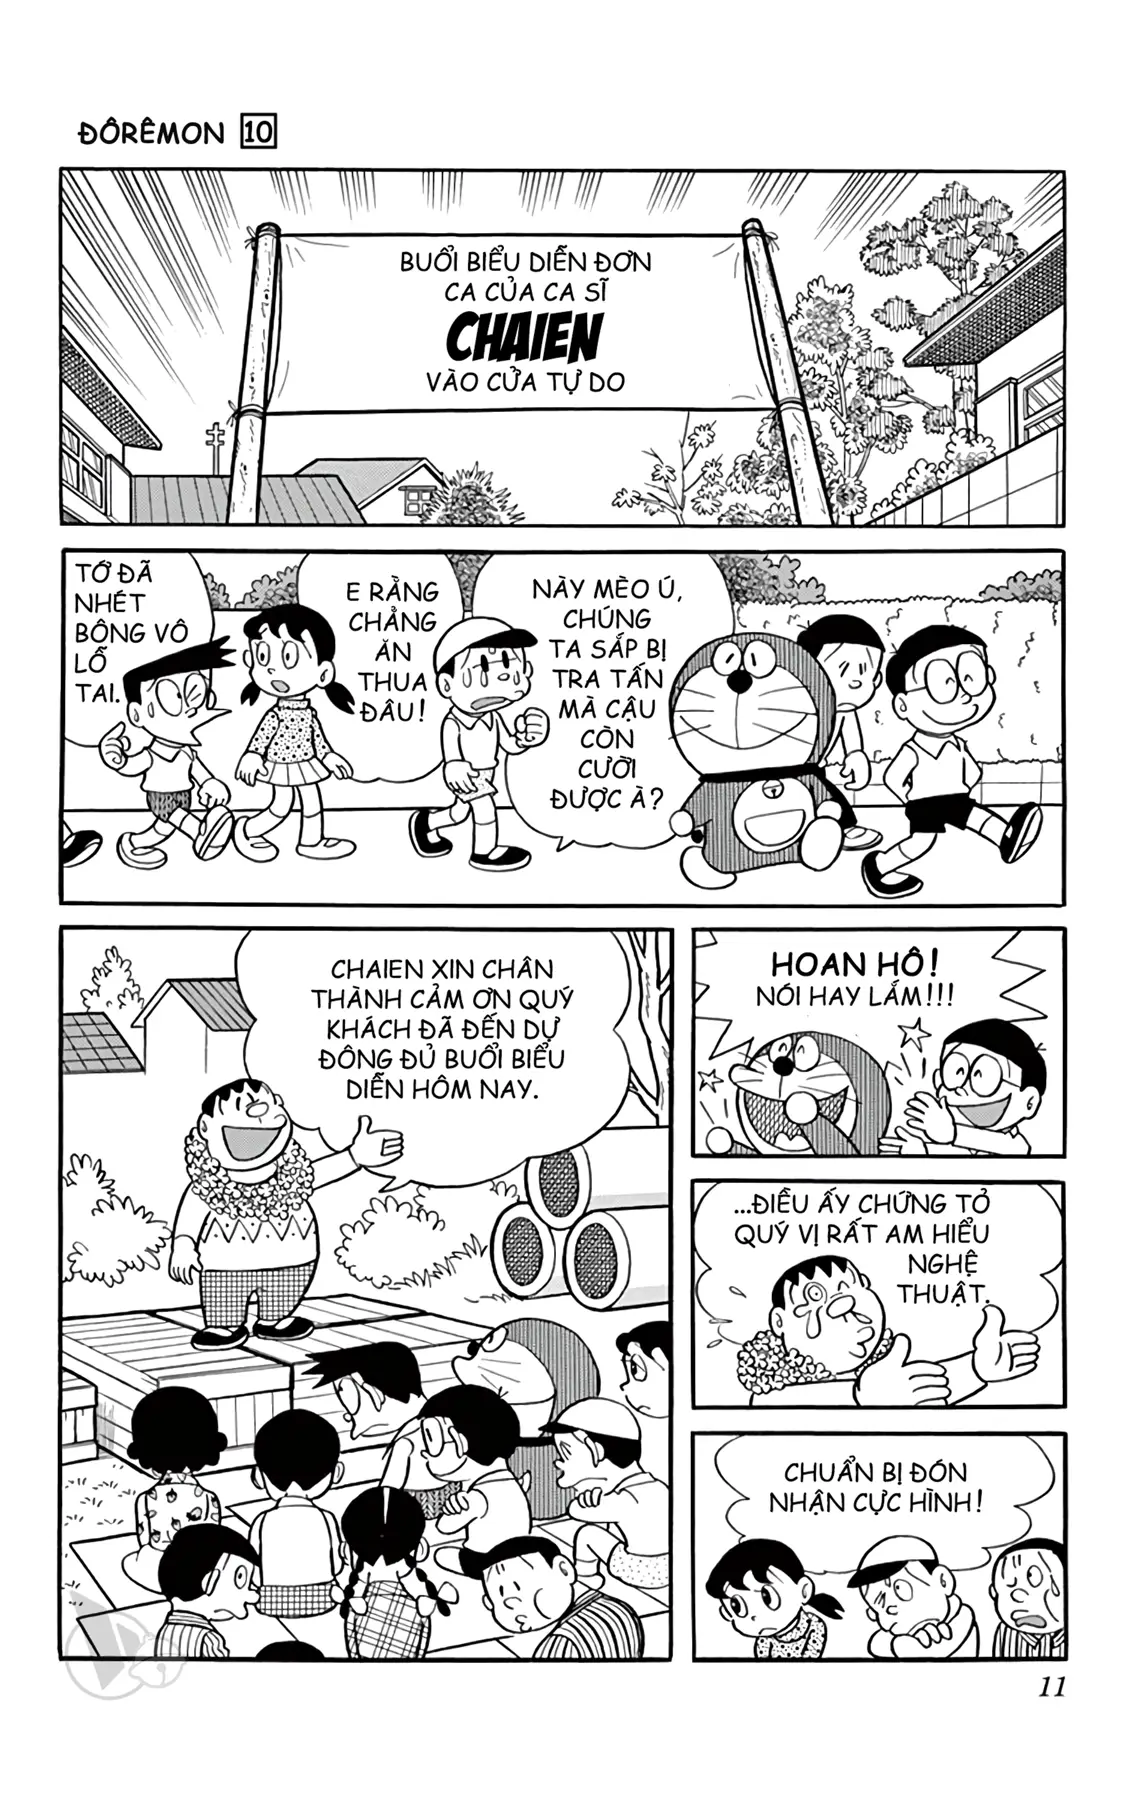 ĐÔRÊMON 10
BUỔI BIỂU DIỄN ĐƠN
CA CỦA CA SĨ
CHAIEN
VÀO CỬA TỰ DO
TỚ ĐÃ
NHÉT
BÔNG VÔ
LỖ
TAI.
E RẰNG
CHẲNG
ĂN
THUA
ĐÂU!
NÀY MÈO Ú,
CHÚNG
TA SẮP BỊ
TRA TẤN
MÀ CẬU
CÒN
CƯỜI
ĐƯỢC À?
CHAIEN XIN CHÂN
THÀNH CẢM ƠN QUÝ
KHÁCH ĐÃ ĐẾN DỰ
ĐÔNG ĐỦ BUỔI BIỂU
DIỄN HÔM NAY.
HOAN HÔ!
NÓI HAY LẮM!!!
...ĐIỀU ẤY CHỨNG TỎ
QUÝ VỊ RẤT AM HIỂU
NGHỆ
THUẬT.
CHUẨN BỊ ĐÓN
NHẬN CỰC HÌNH!
11